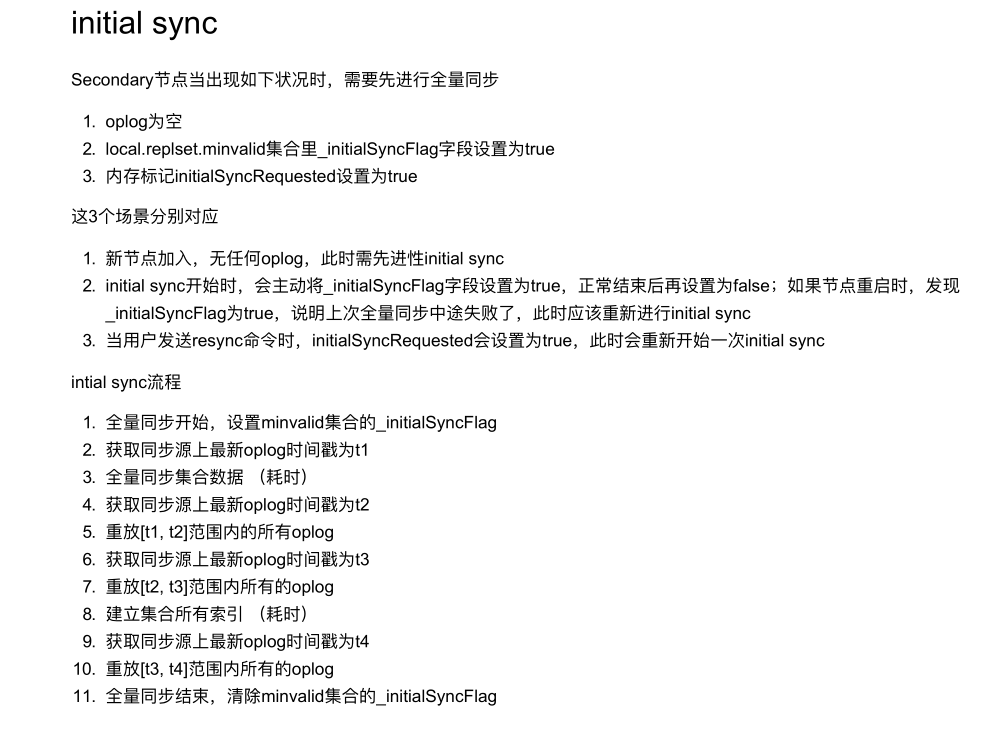 initial sync
Secondary节点当出现如下状况时，需要先进行全量同步
1. oplog为空
2. local.replset.minvalid集合里_initialSyncFlag字段设置为true
3. 内存标记initialSyncRequested设置为true
这3个场景分别对应
1. 新节点加入，无任何oplog，此时需先进性initial sync
2. initial sync开始时，会主动将_initialSyncFlag字段设置为true，正常结束后再设置为false；如果节点重启时，发现
_initialSyncFlag为true，说明上次全量同步中途失败了，此时应该重新进行initial sync
3. 当用户发送resync命令时，initialSyncRequested会设置为true，此时会重新开始一次initial sync
intial sync流程
1. 全量同步开始，设置minvalid集合的_initialSyncFlag
2. 获取同步源上最新oplog时间戳为t1
3. 全量同步集合数据 （耗时）
4. 获取同步源上最新oplog时间戳为t2
5. 重放[t1, t2]范围内的所有oplog
6. 获取同步源上最新oplog时间戳为t3
7. 重放[t2, t3]范围内所有的oplog
8. 建立集合所有索引 （耗时）
9. 获取同步源上最新oplog时间戳为t4
10. 重放[t3, t4]范围内所有的oplog
11. 全量同步结束，清除minvalid集合的_initialSyncFlag